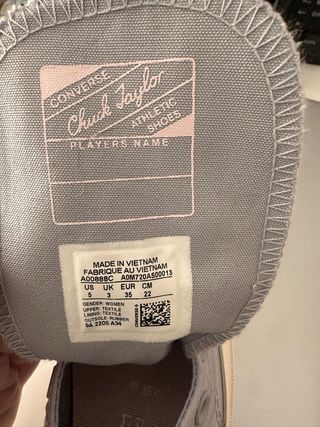 CONVERSE
Chuck Taylor
ATHLETIC
SHOES
PLAYERS NAME
MADE IN VIETNAM
FABRIQUE AU VIETNAM
A00888C A0M720AS00013
US UK EUR CM
5 3 35 22
GENDER: WOMEN
UPPER: TEXTILE
LINING: TEXTILE
OUTSOLE: RUBBER
9A 2205 A34